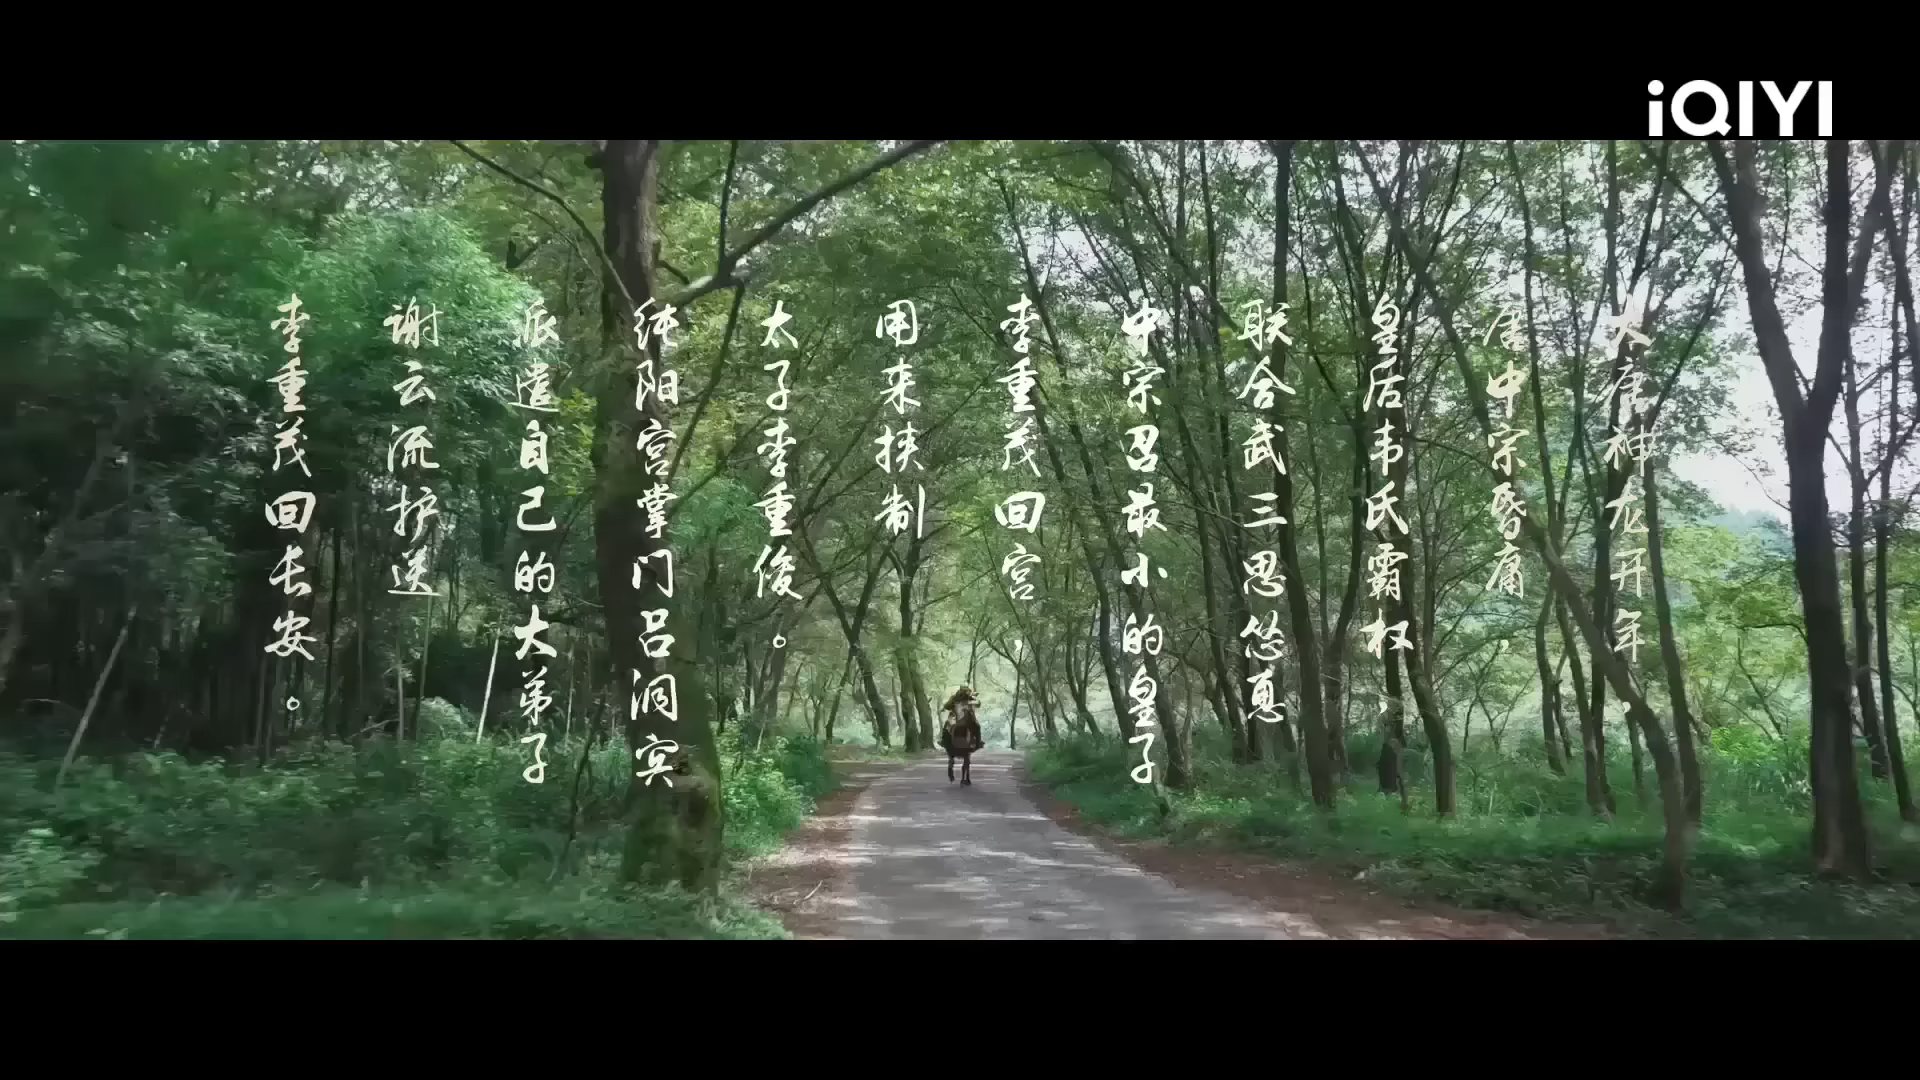 iQIYI
大唐神龙开年，
唐中宗昏庸，
皇后韦氏霸权，
联合武三思怂恿
中宗召最小的皇子
李重茂回宫，
用来挟制
太子李重俊。
纯阳宫掌门吕洞宾
派遣自己的大弟子
谢云流护送
李重茂回长安。